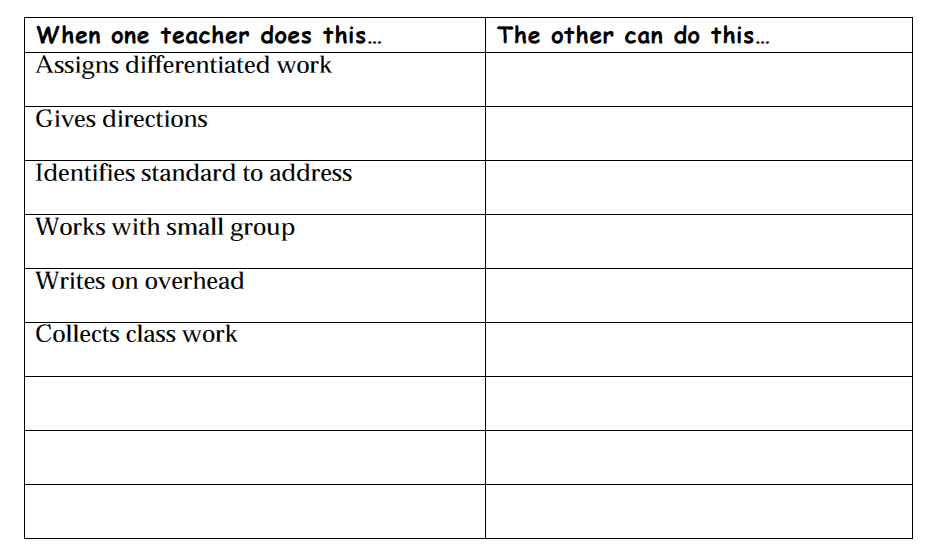 When one teacher does this…
The other can do this…
Assigns differentiated work
Gives directions
Identifies standard to address
Works with small group
Writes on overhead
Collects class work